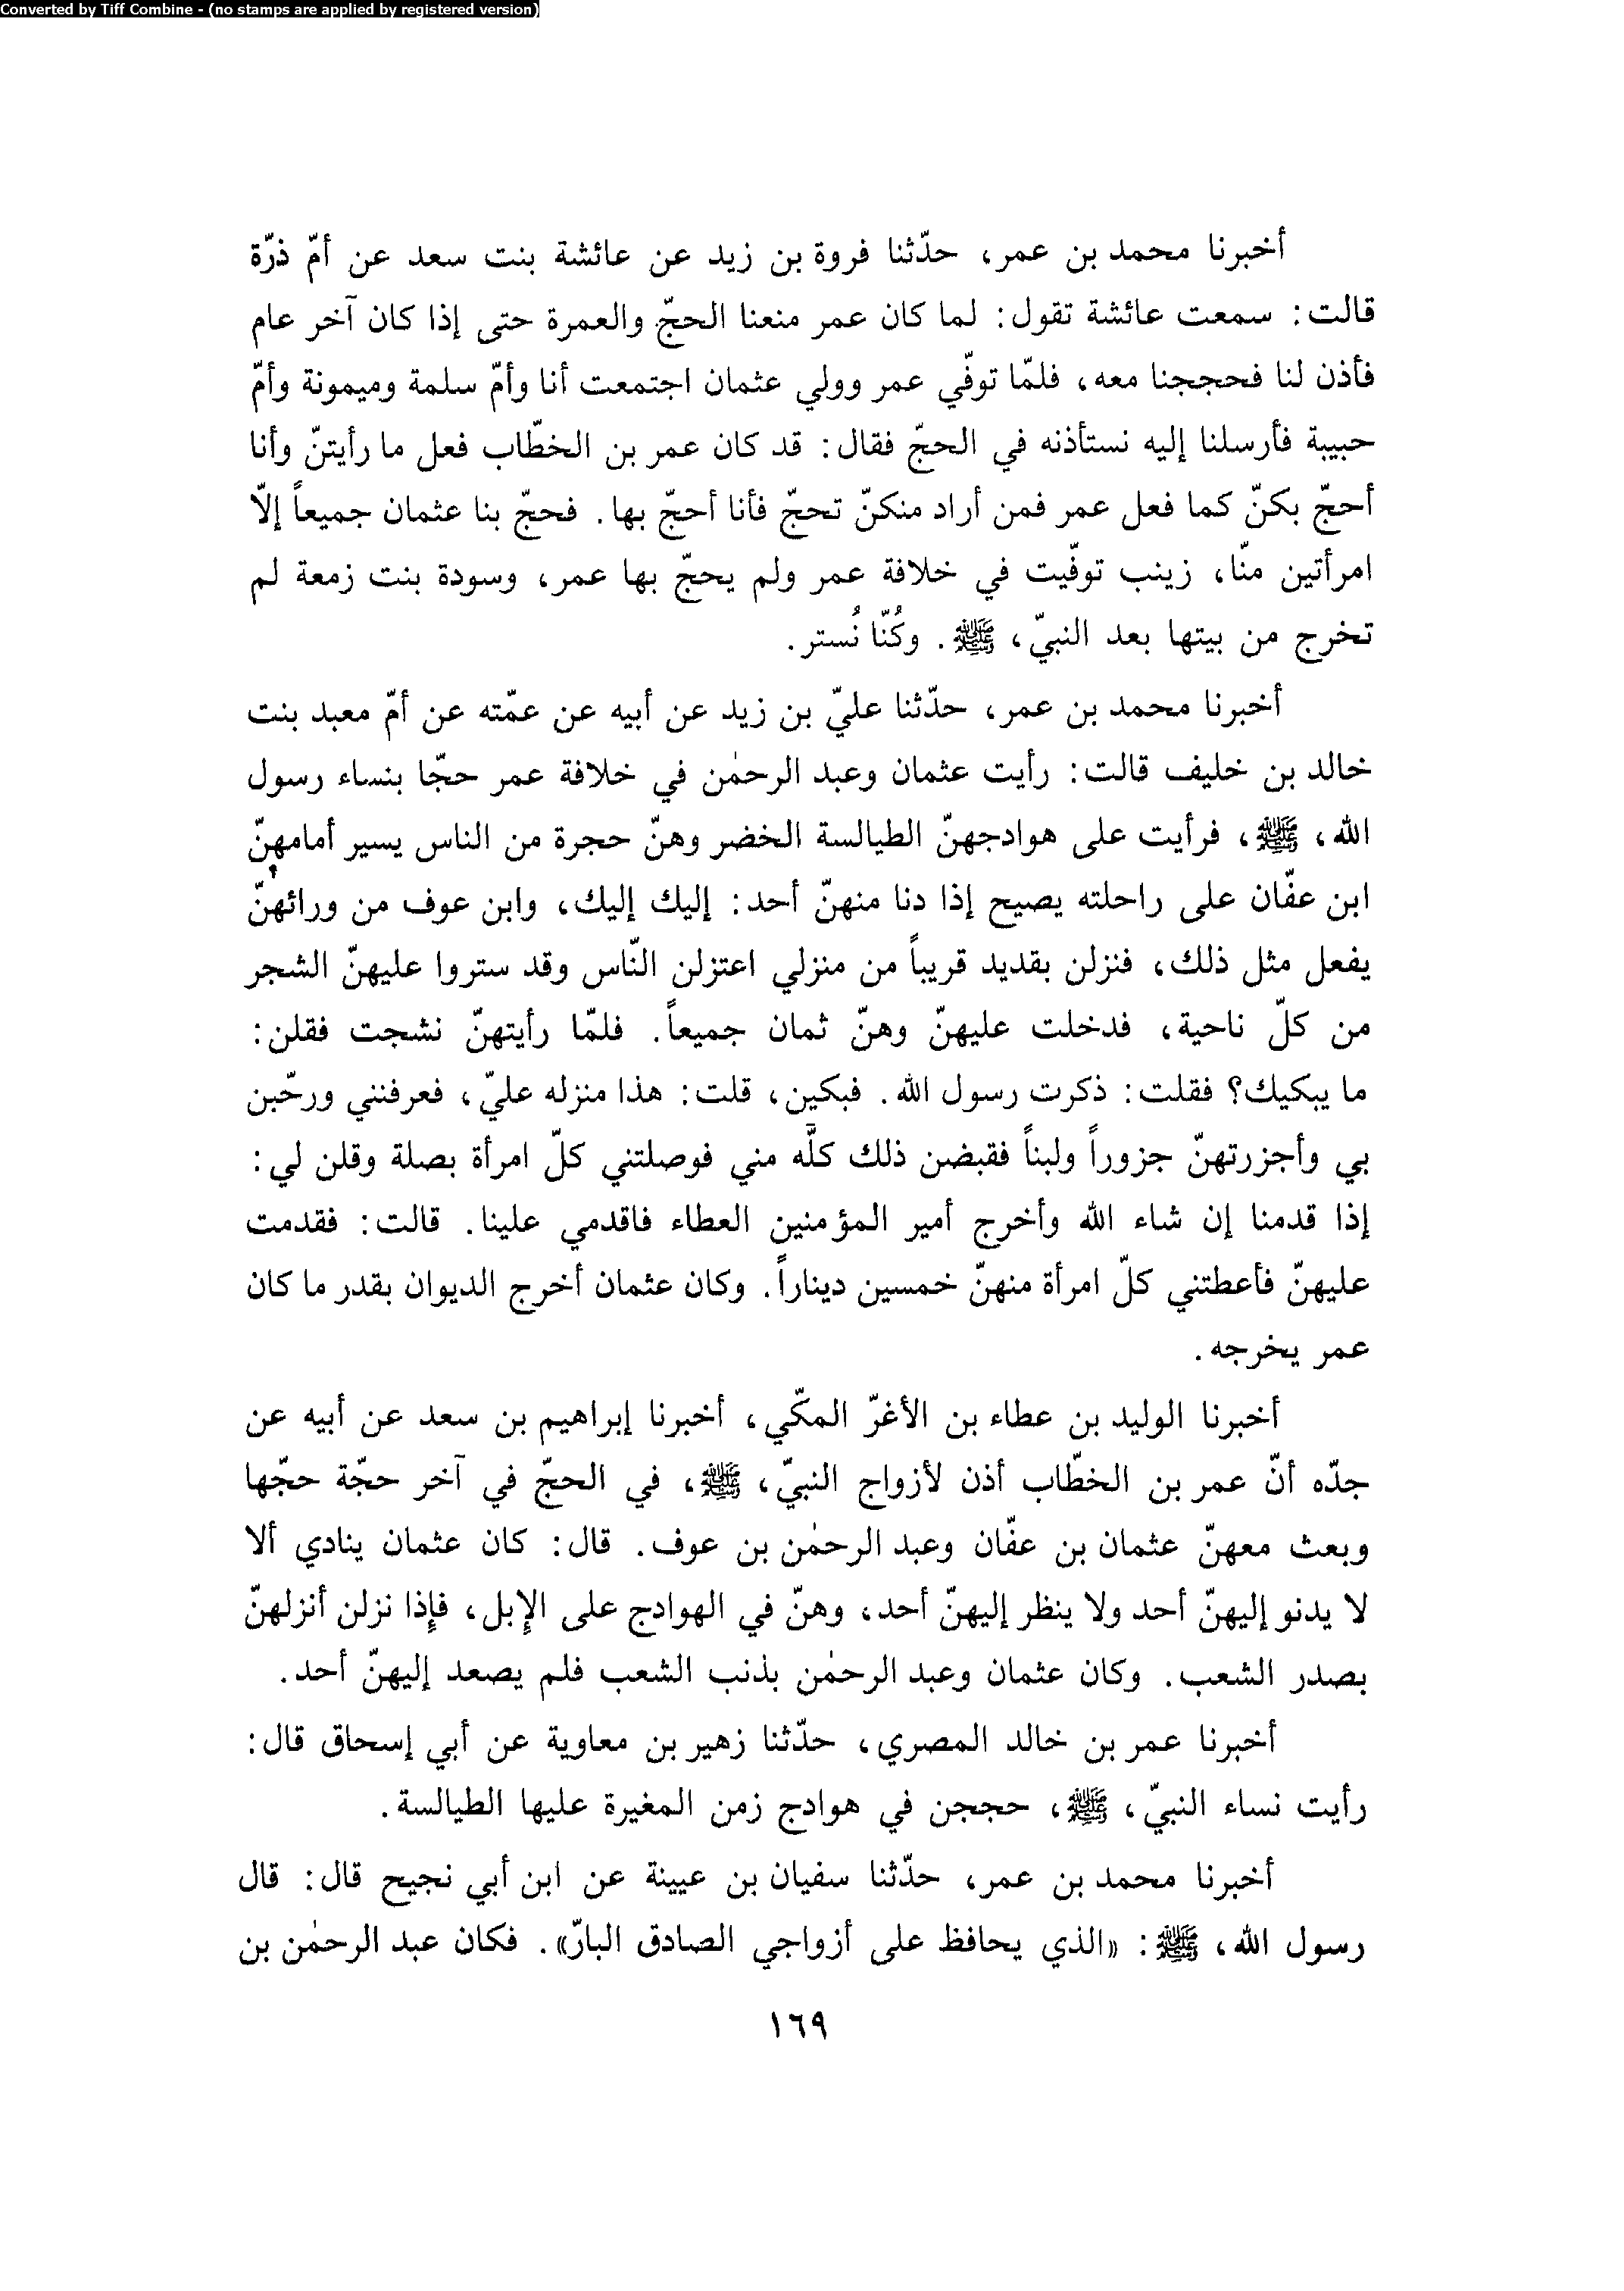 Converted by Tiff Combine - (no stamps are applied by registered version)
أخبرنا محمد بن عمر، حدّثنا فروة بن زيد عن عائشة بنت سعد عن أمّ ذرّة
قالت: سمعت عائشة تقول: لما كان عمر منعنا الحجّ والعمرة حتى إذا كان آخر عام
فأذن لنا فحججنا معه، فلمّا توفّي عمر وولي عثمان اجتمعت أنا وأمّ سلمة وميمونة وأمّ
حبيبة فأرسلنا إليه نستأذنه في الحجّ فقال: قد كان عمر بن الخطّاب فعل ما رأيتنّ وأنا
أحجّ بكنّ كما فعل عمر فمن أراد منكنّ تحجّ فأنا أحجّ بها. فحجّ بنا عثمان جميعاً إلّا
امرأتين منّا، زينب توفّيت في خلافة عمر ولم يحجّ بها عمر، وسودة بنت زمعة لم
تخرج من بيتها بعد النبيّ، ﷺ. وكُنّا نُستر.
أخبرنا محمد بن عمر، حدّثنا عليّ بن زيد عن أبيه عن عمّته عن أمّ معبد بنت
خالد بن خليف قالت: رأيت عثمان وعبد الرحمٰن في خلافة عمر حجّا بنساء رسول
الله، ﷺ، فرأيت على هوادجهنّ الطيالسة الخضر وهنّ حجرة من الناس يسير أمامهنّ
ابن عفّان على راحلته يصيح إذا دنا منهنّ أحد: إليك إليك، وابن عوف من ورائهنّ
يفعل مثل ذلك، فنزلن بقديد قريباً من منزلي اعتزلن النّاس وقد ستروا عليهنّ الشجر
من كلّ ناحية، فدخلت عليهنّ وهنّ ثمان جميعاً. فلمّا رأيتهنّ نشجت فقلن:
ما يبكيك؟ فقلت: ذكرت رسول الله. فبكين، قلت: هذا منزله عليّ، فعرفنني ورحّبن
بي وأجزرتهنّ جزوراً ولبناً فقبضن ذلك كلّه مني فوصلتني كلّ امرأة بصلة وقلن لي:
إذا قدمنا إن شاء الله وأخرج أمير المؤمنين العطاء فاقدمي علينا. قالت: فقدمت
عليهنّ فأعطتني كلّ امرأة منهنّ خمسين ديناراً. وكان عثمان أخرج الديوان بقدر ما كان
عمر يخرجه.
أخبرنا الوليد بن عطاء بن الأغرّ المكّي، أخبرنا إبراهيم بن سعد عن أبيه عن
جدّه أنّ عمر بن الخطّاب أذن لأزواج النبيّ، ﷺ، في الحجّ في آخر حجّة حجّها
وبعث معهنّ عثمان بن عفّان وعبد الرحمٰن بن عوف. قال: كان عثمان ينادي ألا
لا يدنو إليهنّ أحد ولا ينظر إليهنّ أحد، وهنّ في الهوادج على الإبل، فإذا نزلن أنزلهنّ
بصدر الشعب. وكان عثمان وعبد الرحمٰن بذنب الشعب فلم يصعد إليهنّ أحد.
أخبرنا عمر بن خالد المصري، حدّثنا زهير بن معاوية عن أبي إسحاق قال:
رأيت نساء النبيّ، ﷺ، حججن في هوادج زمن المغيرة عليها الطيالسة.
أخبرنا محمد بن عمر، حدّثنا سفيان بن عيينة عن ابن أبي نجيح قال: قال
رسول الله، ﷺ: «الذي يحافظ على أزواجي الصادق البارّ». فكان عبد الرحمٰن بن
١٦٩